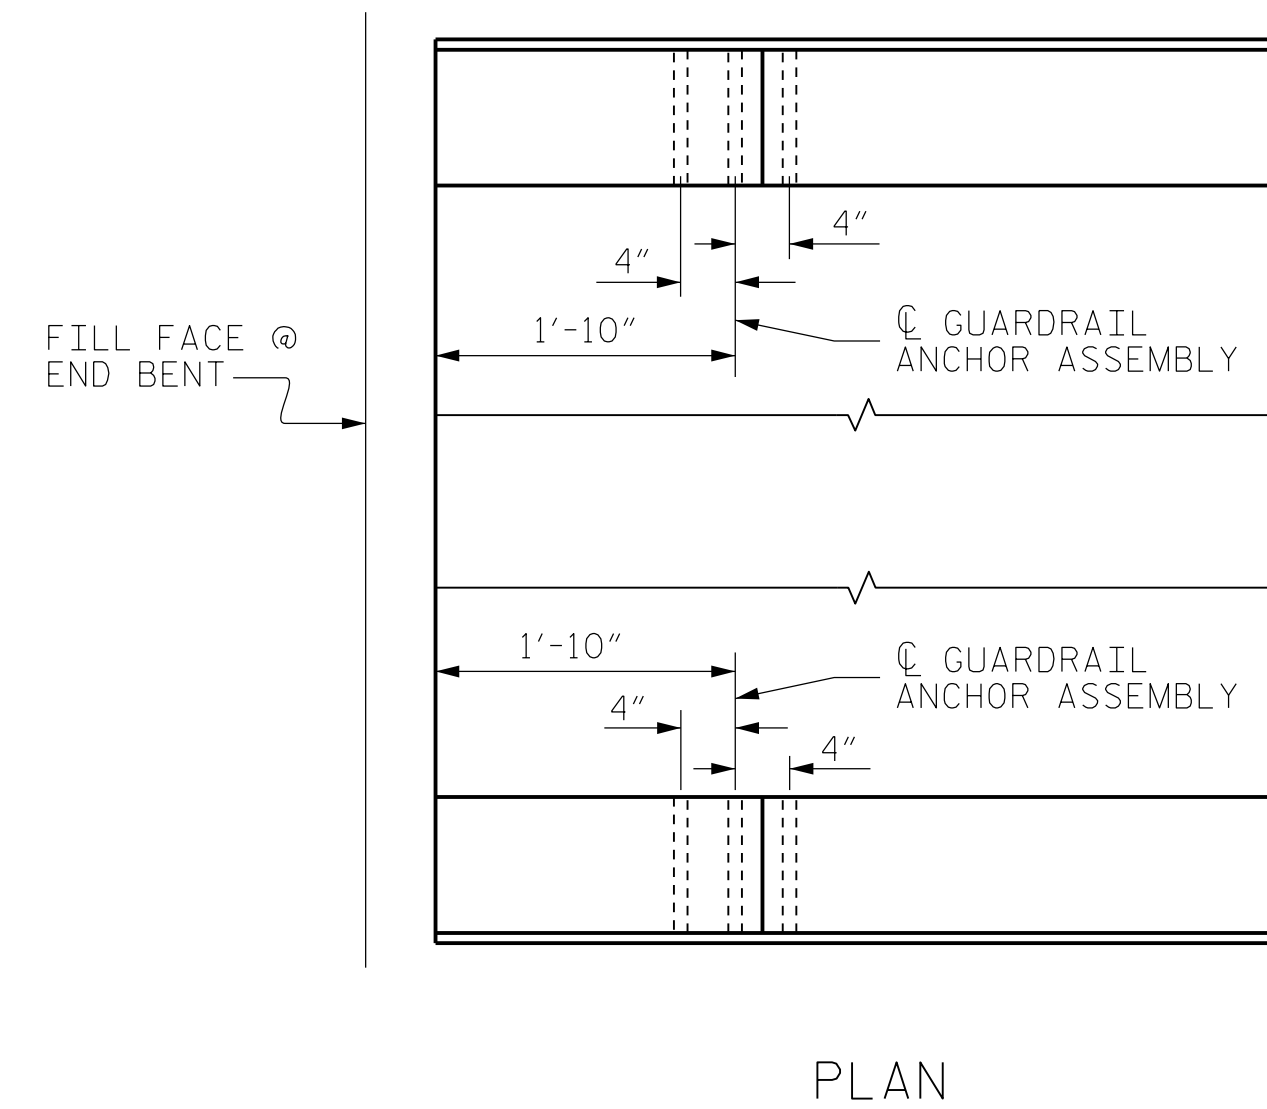 4″
4″
1′-10″
℄ GUARDRAIL
ANCHOR ASSEMBLY
FILL FACE @
END BENT
1′-10″
℄ GUARDRAIL
ANCHOR ASSEMBLY
4″
4″
PLAN